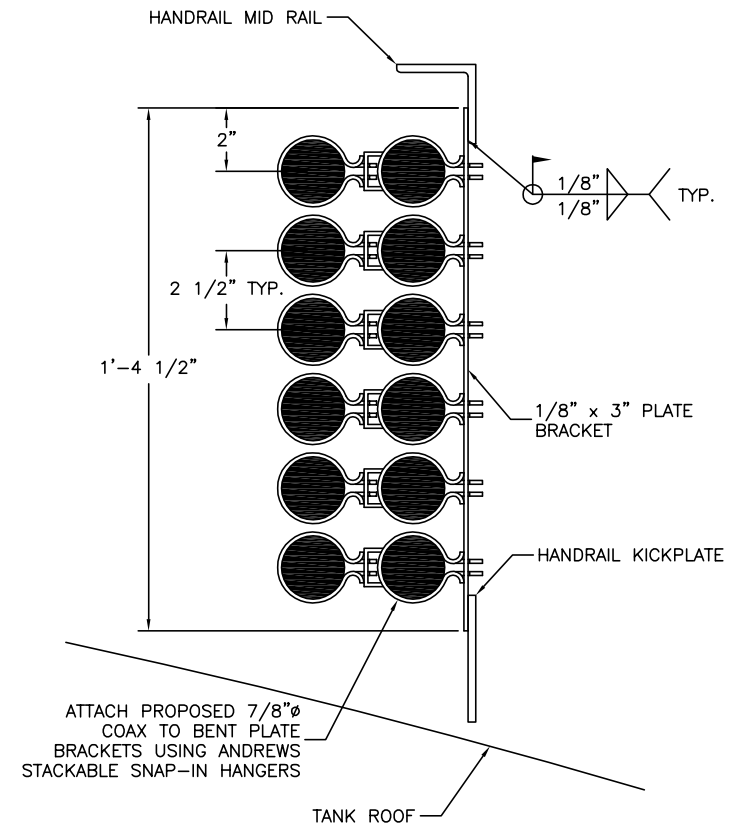 HANDRAIL MID RAIL
2"
1/8"
1/8"
TYP.
2 1/2" TYP.
1'-4 1/2"
1/8" x 3" PLATE
BRACKET
HANDRAIL KICKPLATE
ATTACH PROPOSED 7/8"ø
COAX TO BENT PLATE
BRACKETS USING ANDREWS
STACKABLE SNAP-IN HANGERS
TANK ROOF